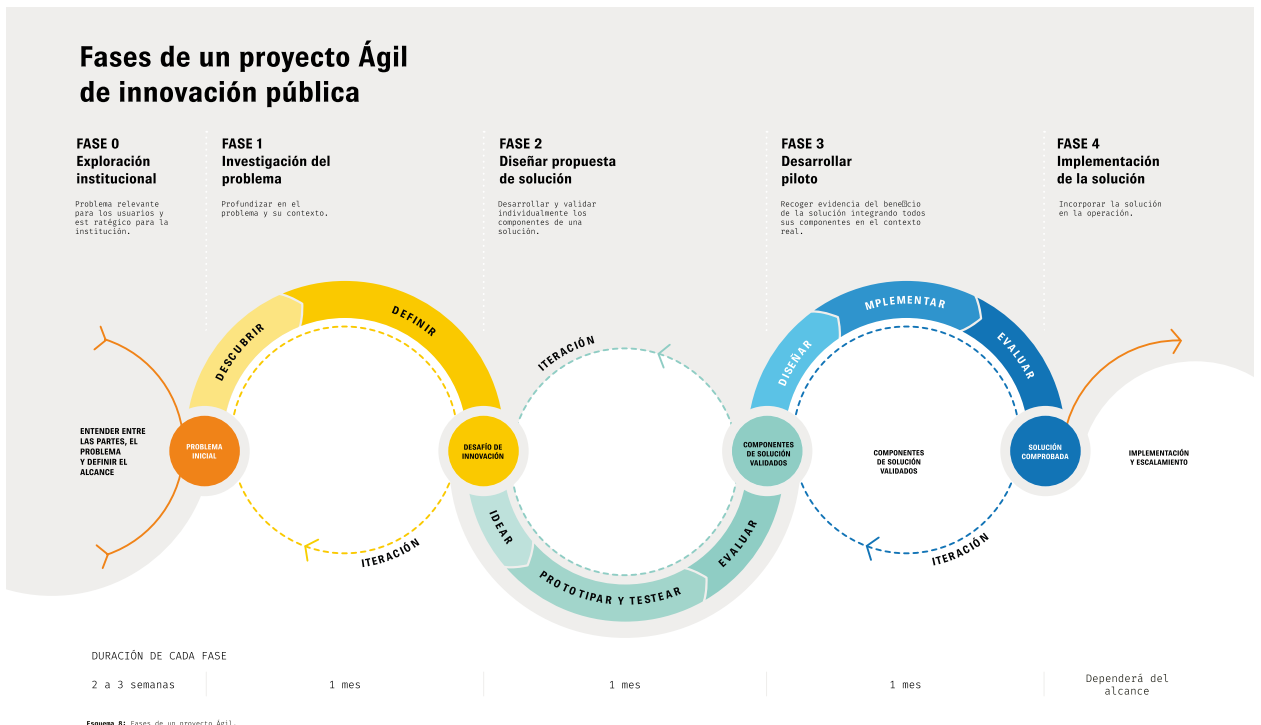 Fases de un proyecto Ágil
de innovación pública
FASE 0
Exploración
institucional
Problema relevante
para los usuarios y
est ratégico para la
institución.
FASE 1
Investigación del
problema
Profundizar en el
problema y su contexto.
FASE 2
Diseñar propuesta
de solución
Desarrollar y validar
individualmente los
componentes de una
solución.
FASE 3
Desarrollar
piloto
Recoger evidencia del bene�cio
de la solución integrando todos
sus componentes en el contexto
real.
FASE 4
Implementación
de la solución
Incorporar la solución
en la operación.
ENTENDER ENTRE
LAS PARTES, EL
PROBLEMA
Y DEFINIR EL
ALCANCE
PROBLEMA
INICIAL
DESCUBRIR
DEFINIR
ITERACIÓN
DESAFÍO DE
INNOVACIÓN
ITERACIÓN
IDEAR
PROTOTIPAR Y TESTEAR
EVALUAR
COMPONENTES
DE SOLUCIÓN
VALIDADOS
DISEÑAR
MPLEMENTAR
EVALUAR
COMPONENTES
DE SOLUCIÓN
VALIDADOS
ITERACIÓN
SOLUCIÓN
COMPROBADA
IMPLEMENTACIÓN
Y ESCALAMIENTO
DURACIÓN DE CADA FASE
2 a 3 semanas
1 mes
1 mes
1 mes
Dependerá del
alcance
Esquema 8: Fases de un proyecto Ágil.